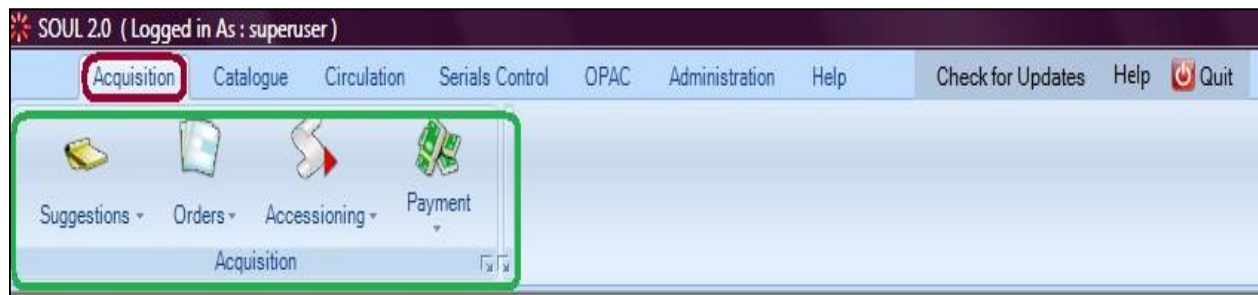 SOUL 2.0 ( Logged in As : superuser )
Acquisition Catalogue Circulation Serials Control OPAC Administration Help Check for Updates Help Quit
Suggestions Orders Accessioning Payment
Acquisition